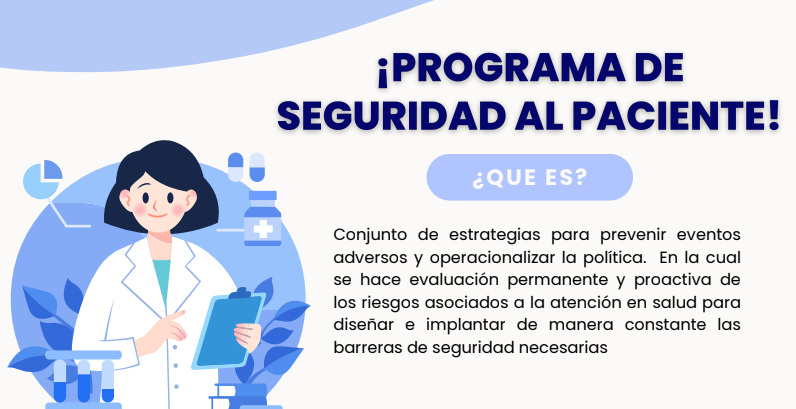 ¡PROGRAMA DE
SEGURIDAD AL PACIENTE!
¿QUE ES?
Conjunto de estrategias para prevenir eventos
adversos y operacionalizar la política. En la cual
se hace evaluación permanente y proactiva de
los riesgos asociados a la atención en salud para
diseñar e implantar de manera constante las
barreras de seguridad necesarias